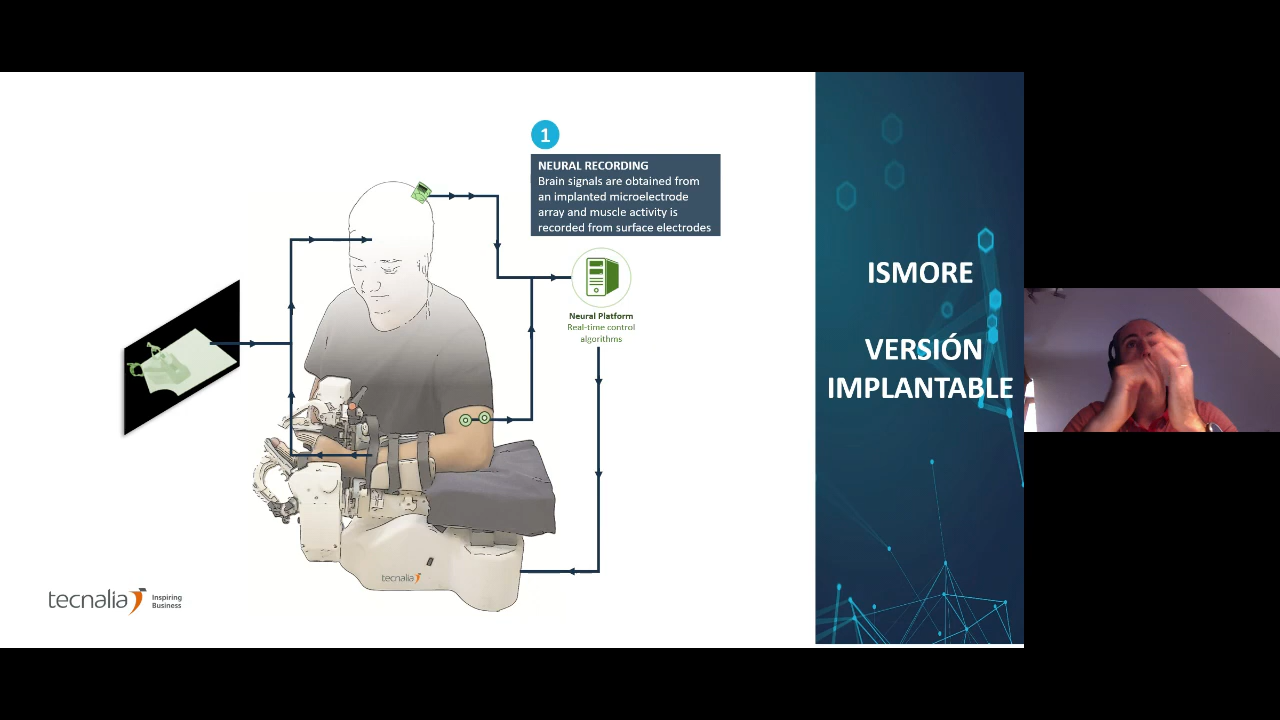 1
NEURAL RECORDING
Brain signals are obtained from
an implanted microelectrode
array and muscle activity is
recorded from surface electrodes
Neural Platform
Real-time control
algorithms
tecnalia
tecnalia
Inspiring
Business
ISMORE
VERSIÓN
IMPLANTABLE